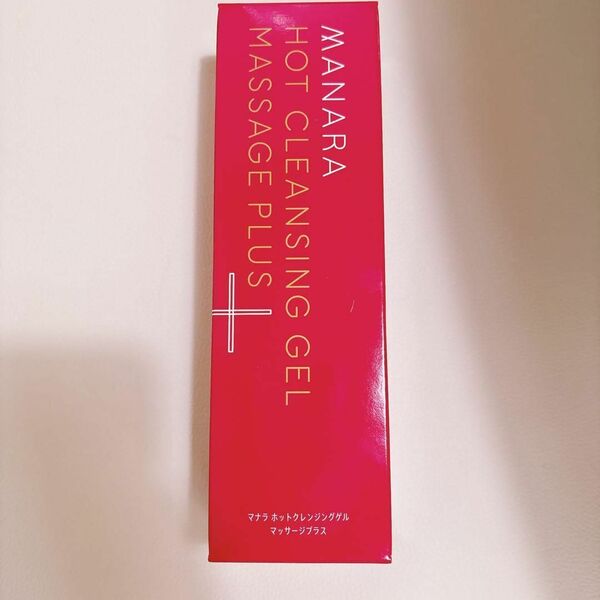 MANARA
HOT CLEANSING GEL
MASSAGE PLUS
マナラ ホットクレンジングゲル
マッサージプラス